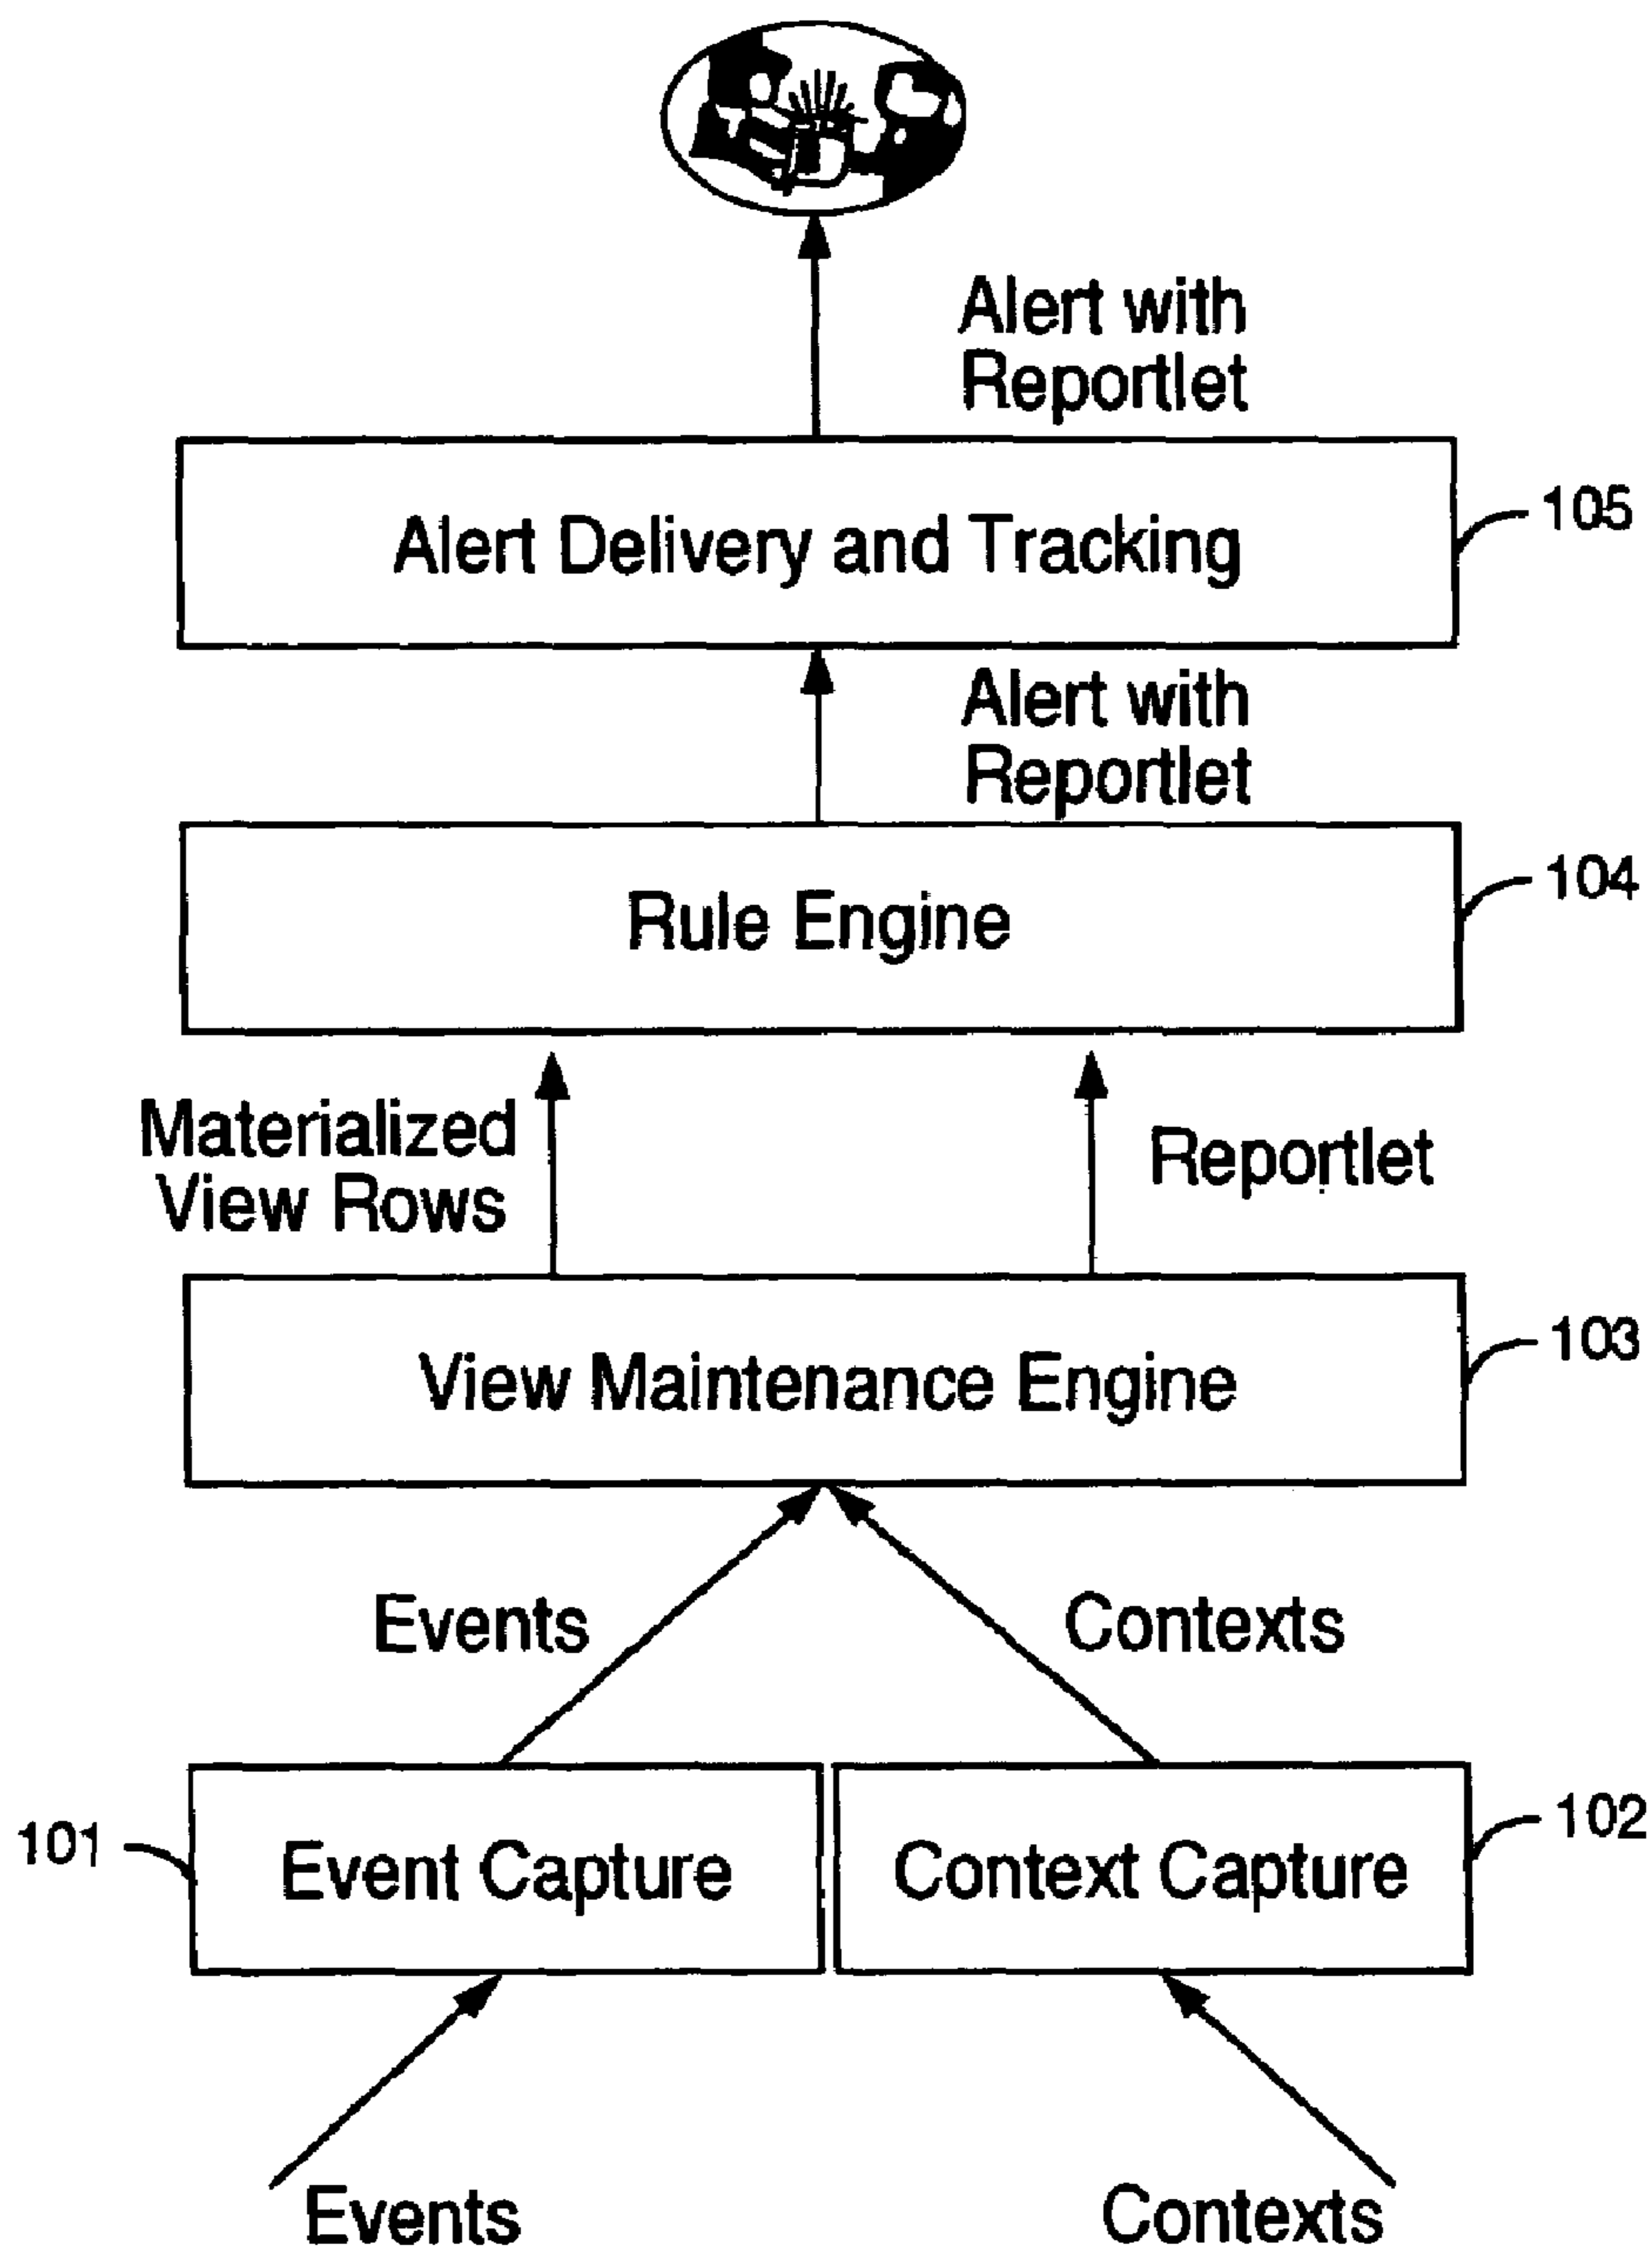 Alert with
Reportlet
Alert Delivery and Tracking
105
Alert with
Reportlet
Rule Engine
104
Materialized
View Rows
Reportlet
View Maintenance Engine
103
Events
Contexts
101
Event Capture
Context Capture
102
Events
Contexts